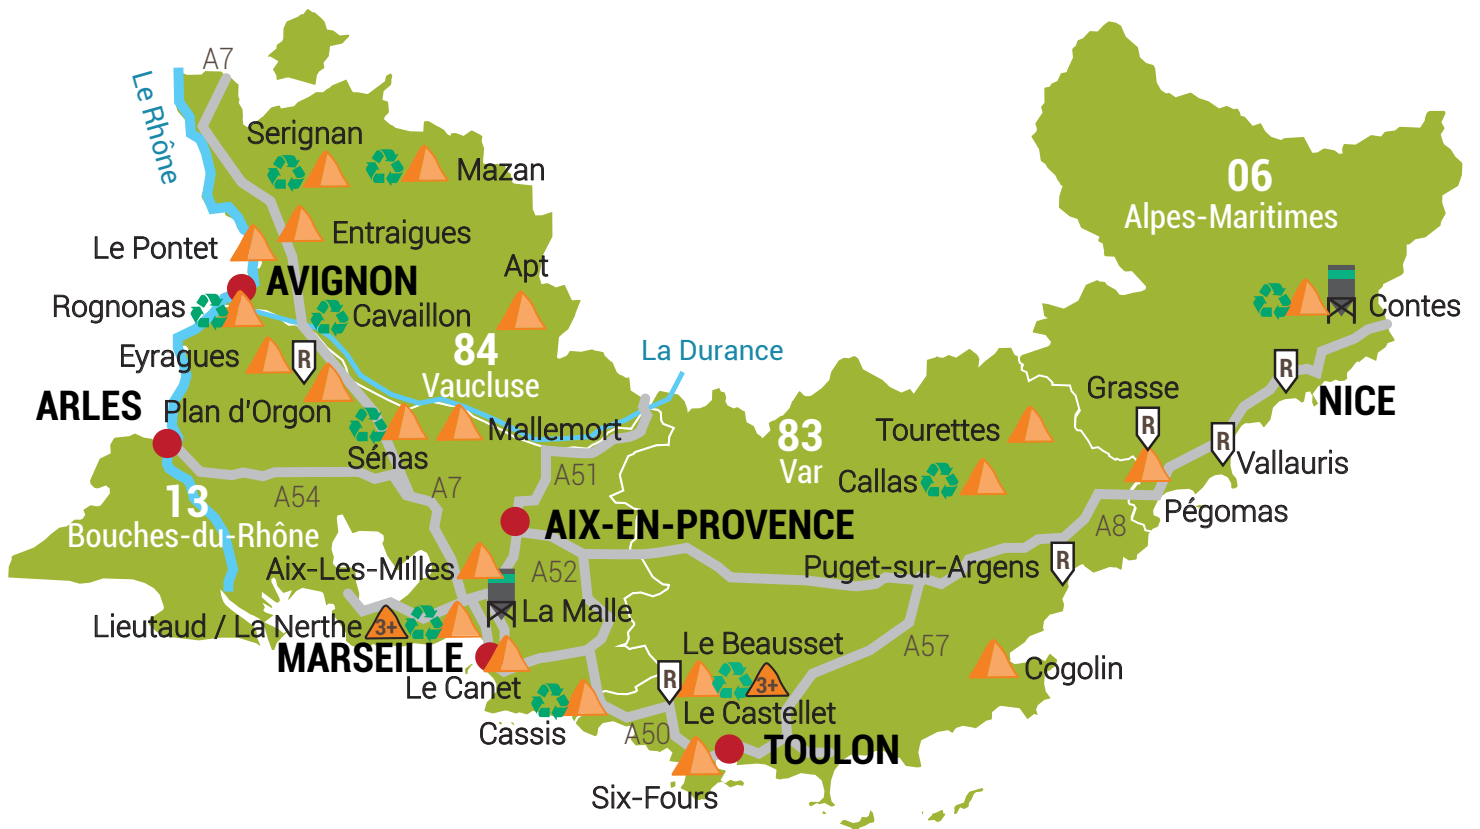 A7
Le Rhône
Serignan
Mazan
06
Alpes-Maritimes
Le Pontet
Entraigues
Apt
AVIGNON
Rognonas
Cavaillon
Contes
84
Vaucluse
La Durance
Eyragues
R
R
Grasse
NICE
ARLES
Plan d'Orgon
R
Mallemort
83
Var
Tourettes
R
Vallauris
Sénas
A51
Callas
A54
A7
13
Bouches-du-Rhône
AIX-EN-PROVENCE
A8
Pégomas
Aix-Les-Milles
A52
Puget-sur-Argens
R
La Malle
Lieutaud / La Nerthe
3+
MARSEILLE
Le Beausset
A57
Cogolin
Le Canet
R
3+
Le Castellet
Cassis
A50
TOULON
Six-Fours